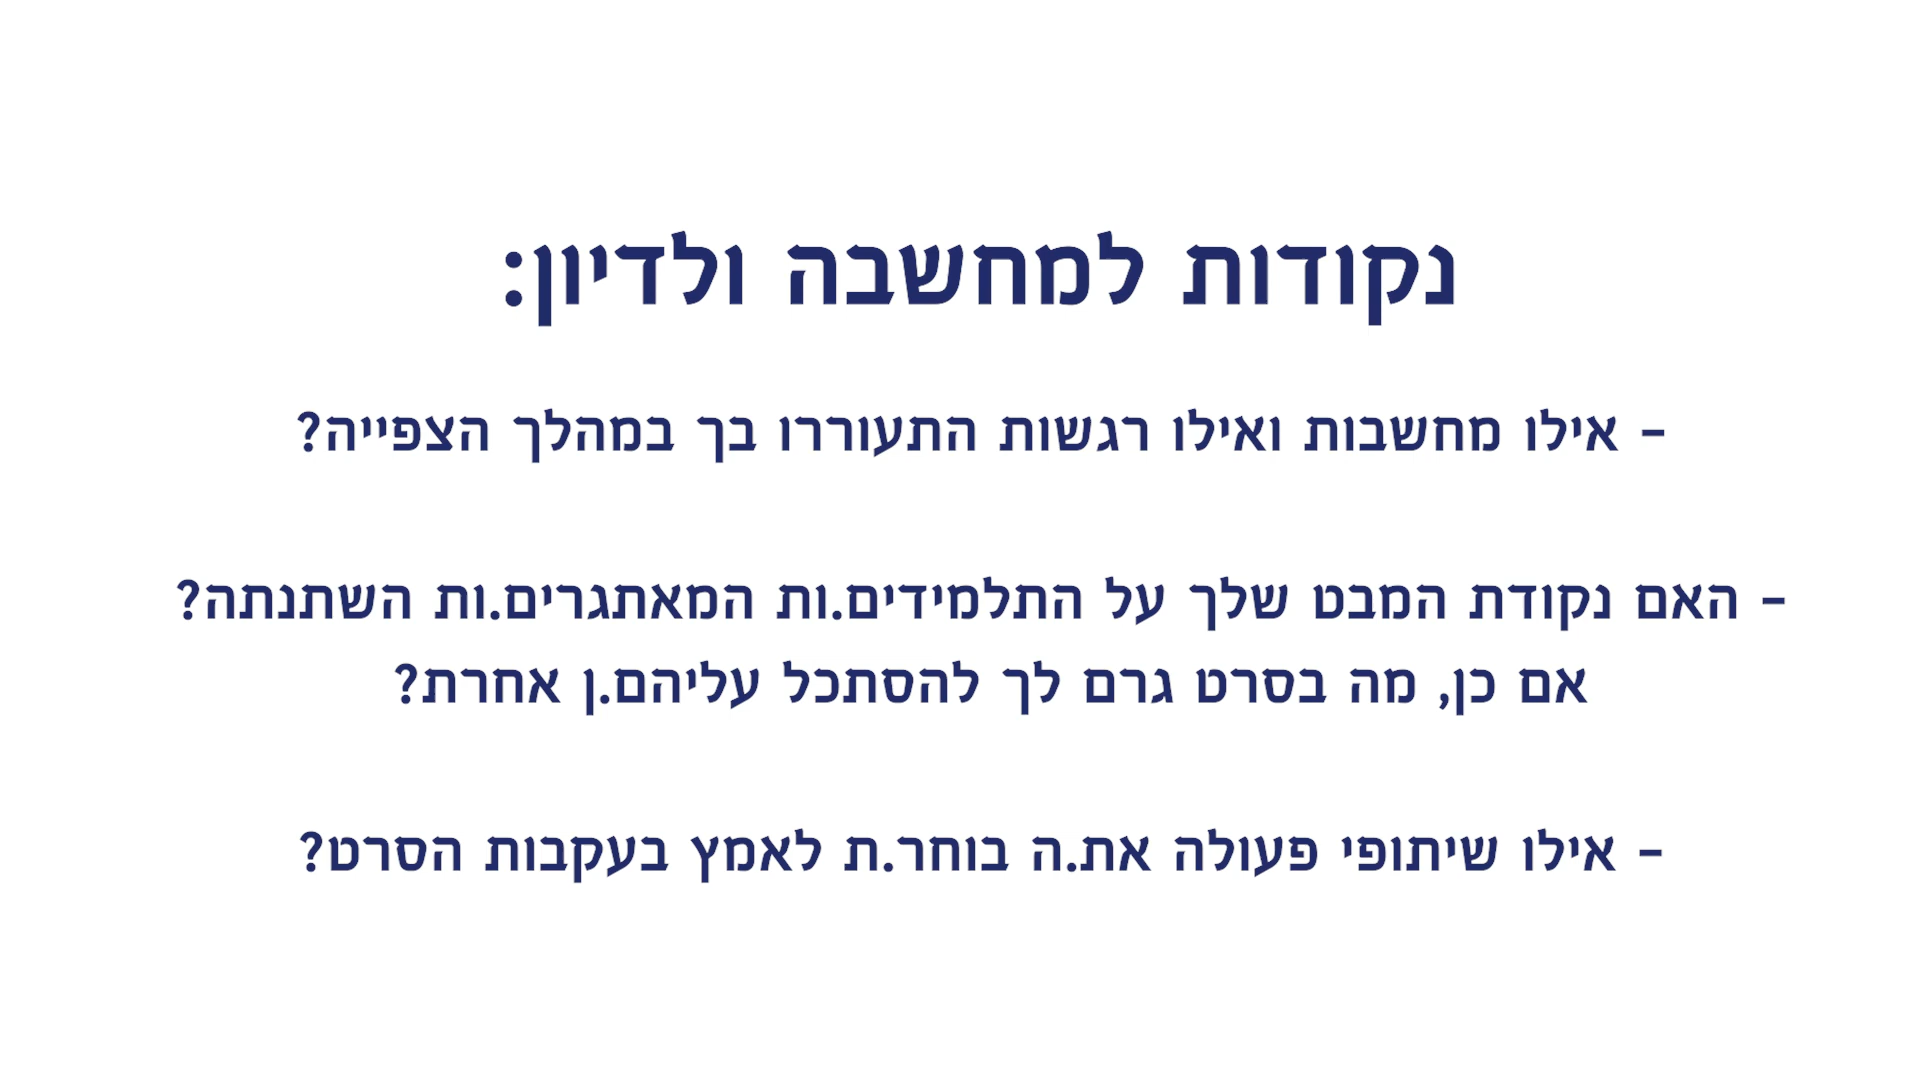 נקודות למחשבה ולדיון:
– אילו מחשבות ואילו רגשות התעוררו בך במהלך הצפייה?
– האם נקודת המבט שלך על התלמידים.ות המאתגרים.ות השתנתה?
אם כן, מה בסרט גרם לך להסתכל עליהם.ן אחרת?
– אילו שיתופי פעולה את.ה בוחר.ת לאמץ בעקבות הסרט?